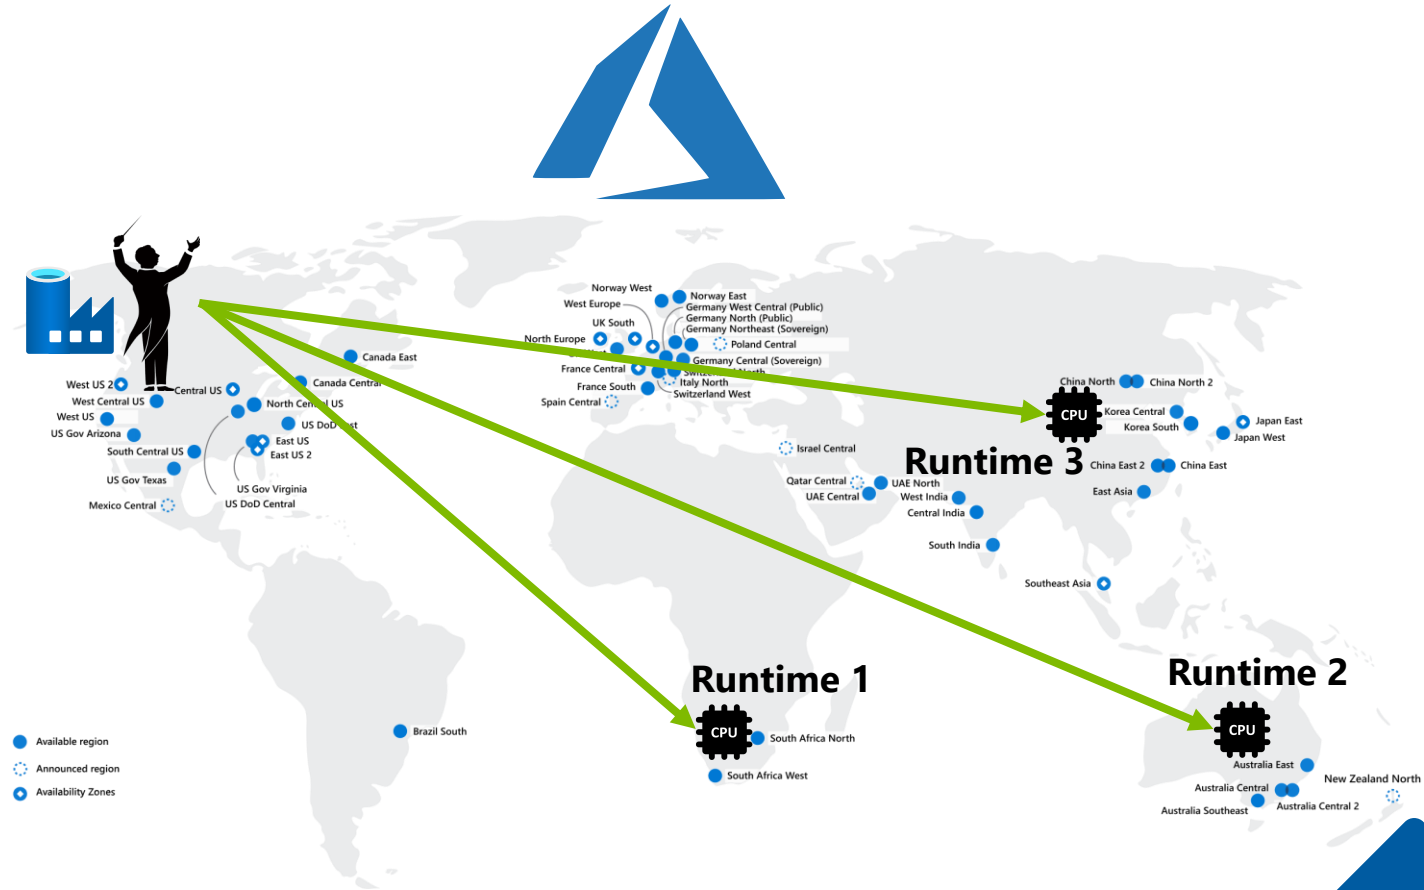 Norway West
Norway East
West Europe
Germany West Central (Public)
Germany North (Public)
UK South
Germany Northeast (Sovereign)
North Europe
Poland Central
Canada East
Germany Central (Sovereign)
France Central
Switzerland North
West US 2
Central US
Canada Central
Italy North
France South
Switzerland West
China North
China North 2
West Central US
North Central US
Spain Central
CPU
Korea Central
West US
US DoD East
Korea South
Japan East
US Gov Arizona
East US
Japan West
South Central US
East US 2
Israel Central
Runtime 3
China East 2
China East
US Gov Texas
US Gov Virginia
Qatar Central
UAE North
East Asia
Mexico Central
US DoD Central
UAE Central
West India
Central India
South India
Southeast Asia
Runtime 1
Runtime 2
CPU
CPU
Brazil South
South Africa North
South Africa West
Australia East
New Zealand North
Australia Central
Australia Central 2
Australia Southeast
Available region
Announced region
Availability Zones